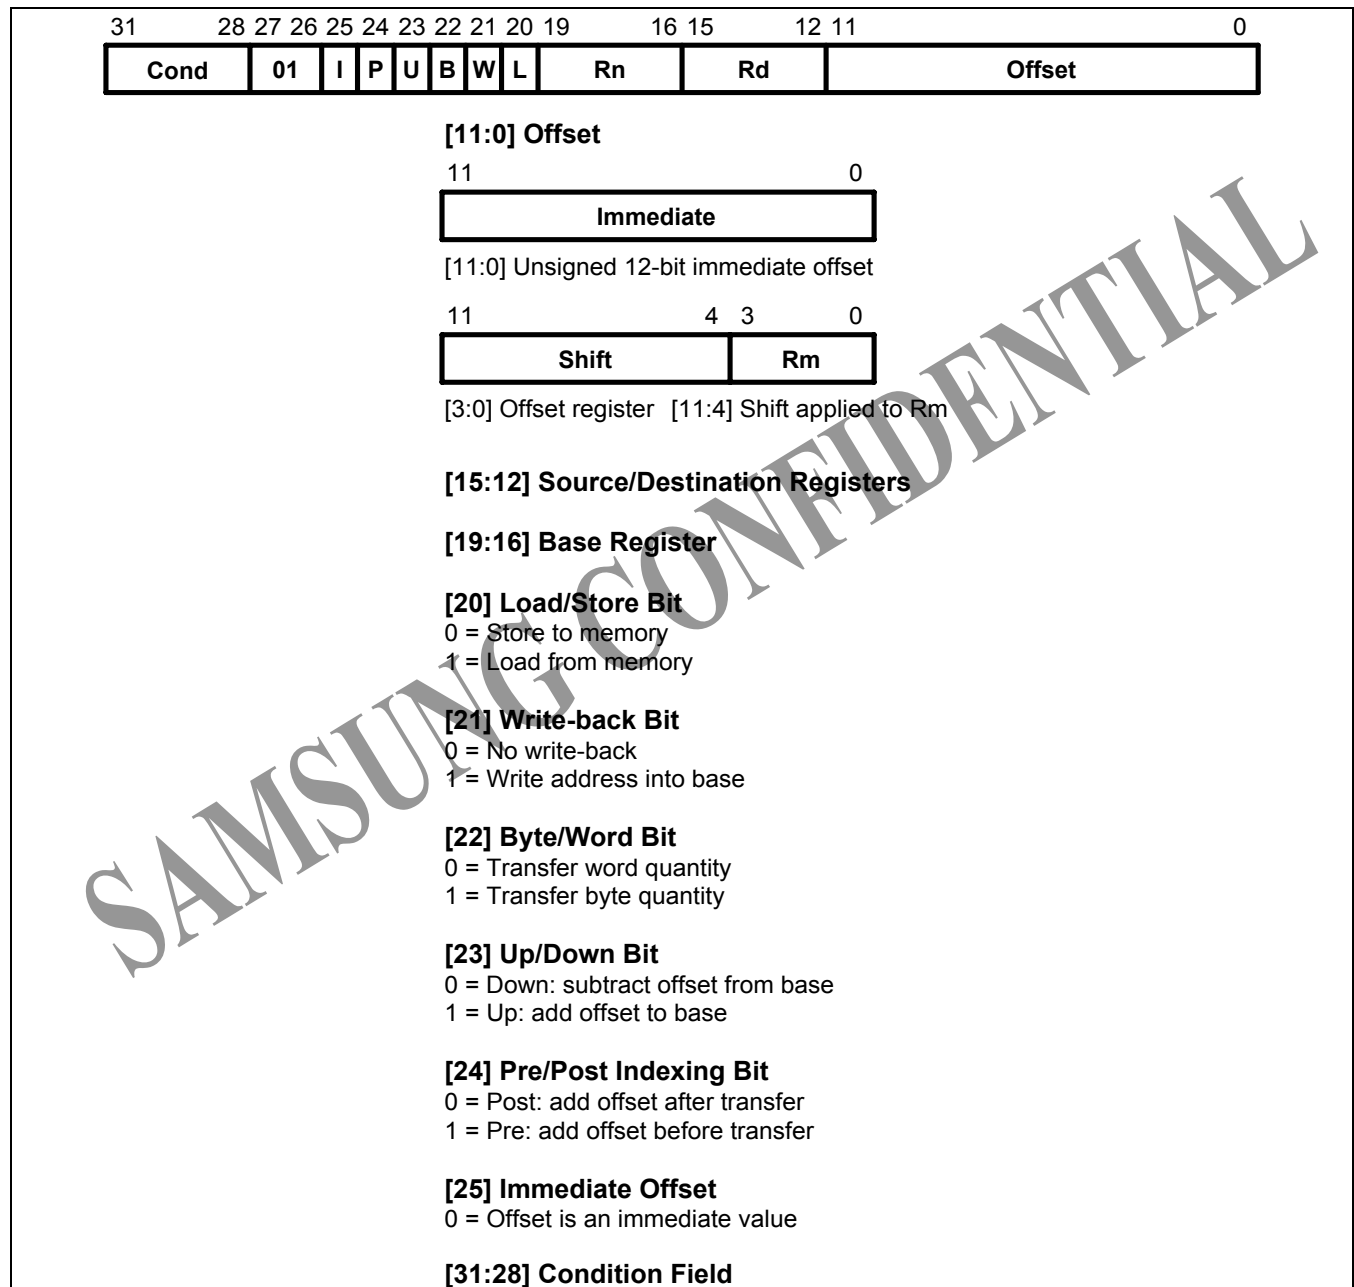 31 28 27 26 25 24 23 22 21 20 19 16 15 12 11 0
Cond 01 I P U B W L Rn Rd Offset
[11:0] Offset
11 0
Immediate
[11:0] Unsigned 12-bit immediate offset
11 4 3 0
Shift Rm
[3:0] Offset register [11:4] Shift applied to Rm
[15:12] Source/Destination Registers
[19:16] Base Register
[20] Load/Store Bit
0 = Store to memory
1 = Load from memory
[21] Write-back Bit
0 = No write-back
1 = Write address into base
[22] Byte/Word Bit
0 = Transfer word quantity
1 = Transfer byte quantity
[23] Up/Down Bit
0 = Down: subtract offset from base
1 = Up: add offset to base
[24] Pre/Post Indexing Bit
0 = Post: add offset after transfer
1 = Pre: add offset before transfer
[25] Immediate Offset
0 = Offset is an immediate value
[31:28] Condition Field
SAMSUNG CONFIDENTIAL